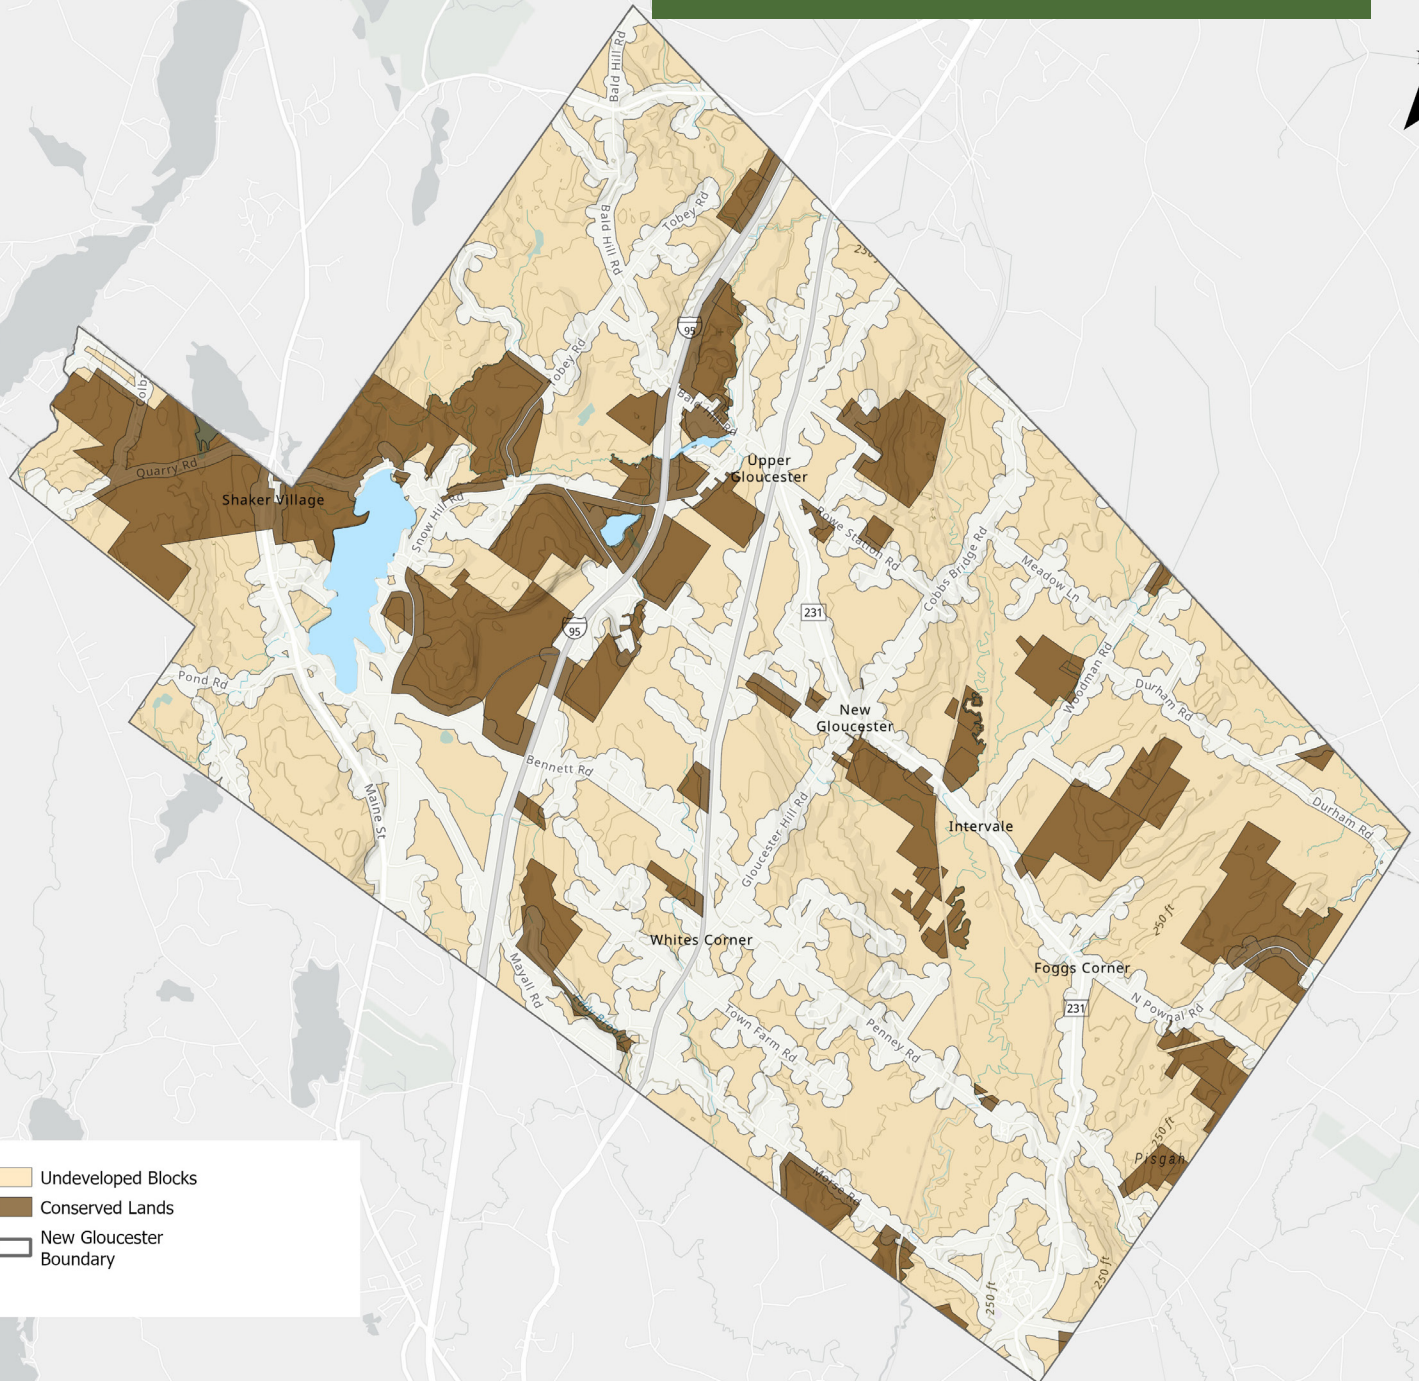 Bald Hill Rd
Tobey Rd
Bald Hill Rd
95
Bald Hill Rd
Quarry Rd
Upper
Gloucester
Shaker Village
Snow Hill Rd
Rowe Station Rd
Cobbs Bridge Rd
Meadow Ln
231
95
Pond Rd
Woodman Rd
Durham Rd
New
Gloucester
Bennett Rd
Maine St
Gloucester Hill Rd
Intervale
Durham Rd
250 ft
Whites Corner
Foggs Corner
Mayall Rd
N Pownal Rd
231
Town Farm Rd
Penney Rd
250 ft
Pisgah
Morse Rd
250 ft
250 ft
Undeveloped Blocks
Conserved Lands
New Gloucester
Boundary